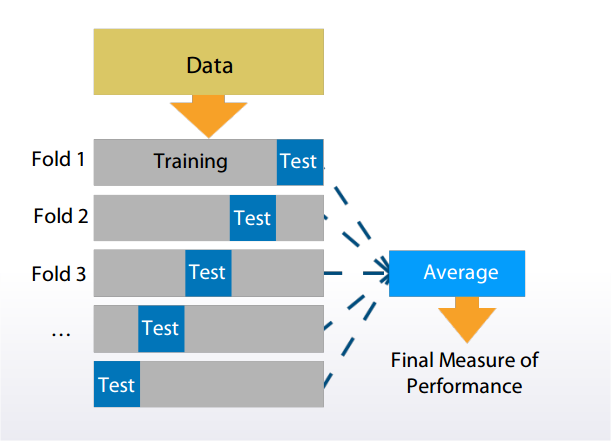 Data
Fold 1
Training
Test
Fold 2
Test
Fold 3
Test
Average
...
Test
Final Measure of
Performance
Test